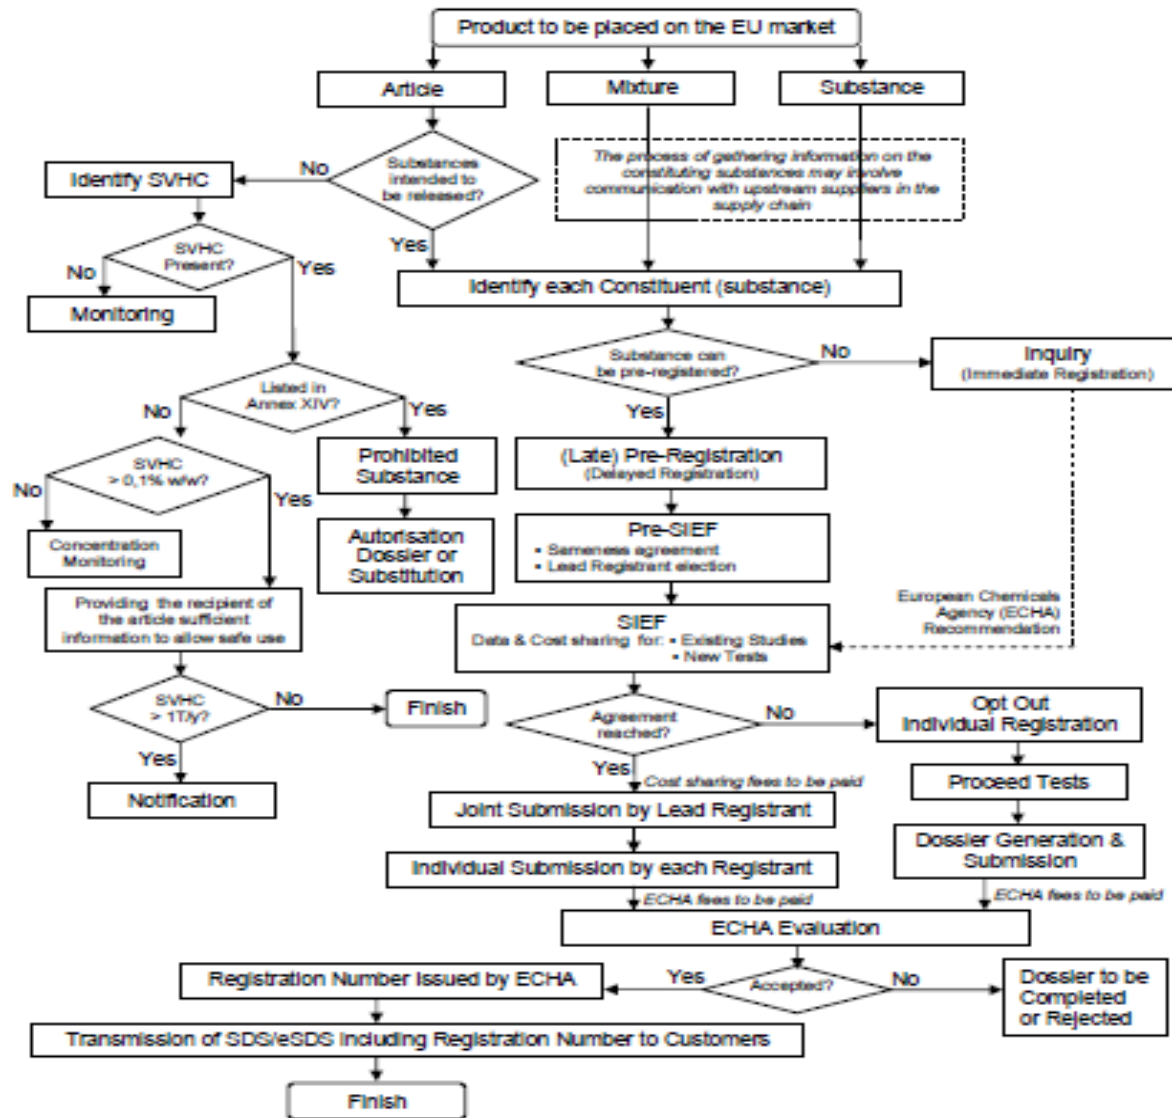 Product to be placed on the EU market
Article
Mixture
Substance
Substances
intended to
be released?
No
Yes
The process of gathering information on the
constituting substances may involve
communication with upstream suppliers in the
supply chain
Identify SVHC
SVHC
Present?
No
Yes
Monitoring
Identify each Constituent (substance)
Substance can
be pre-registered?
No
Yes
Inquiry
(Immediate Registration)
Listed in
Annex XIV?
No
Yes
Prohibited
Substance
Autorisation
Dossier or
Substitution
SVHC
> 0,1% w/w?
No
Yes
Concentration
Monitoring
Providing the recipient of
the article sufficient
information to allow safe use
SVHC
> 1T/y?
No
Yes
Finish
Notification
(Late) Pre-Registration
(Delayed Registration)
Pre-SIEF
▪ Sameness agreement
▪ Lead Registrant election
European Chemicals
Agency (ECHA)
Recommendation
SIEF
Data & Cost sharing for: ▪ Existing Studies
▪ New Tests
Agreement
reached?
No
Yes
Opt Out
Individual Registration
Proceed Tests
Dossier Generation &
Submission
ECHA fees to be paid
Cost sharing fees to be paid
Joint Submission by Lead Registrant
Individual Submission by each Registrant
ECHA fees to be paid
ECHA Evaluation
Accepted?
Yes
No
Dossier to be
Completed
or Rejected
Registration Number Issued by ECHA
Transmission of SDS/eSDS Including Registration Number to Customers
Finish